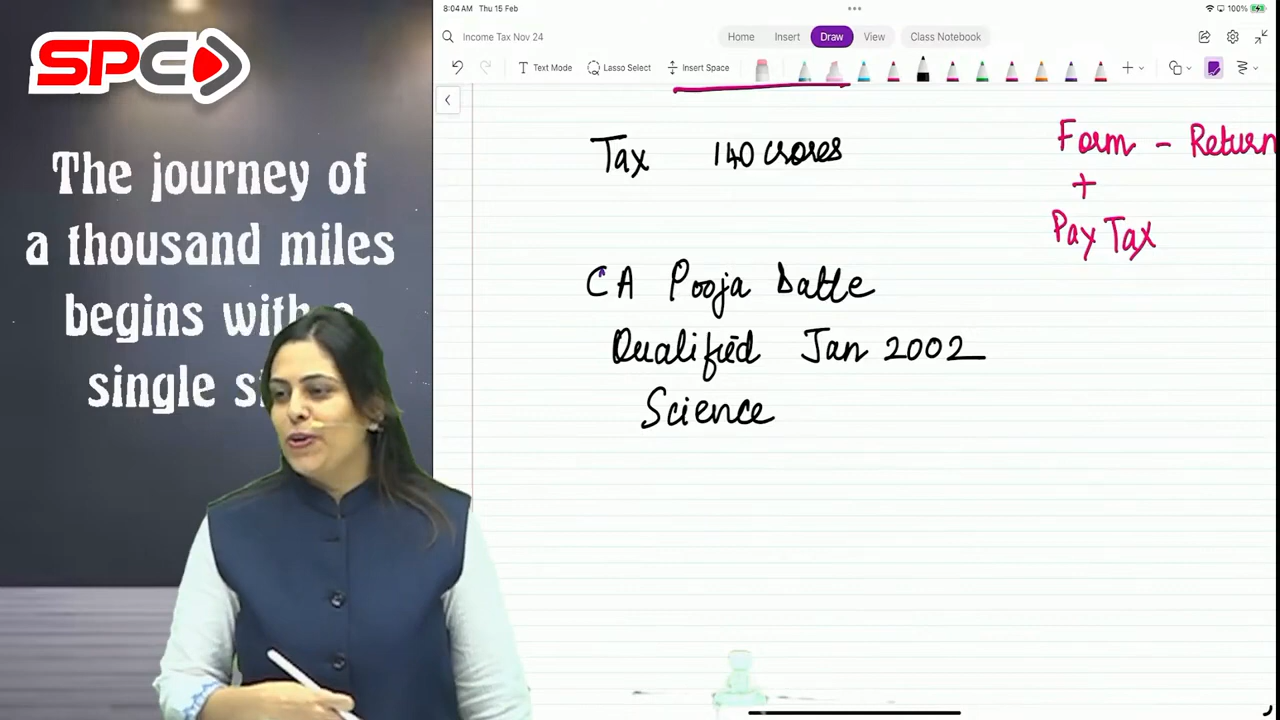 SPC
The journey of
a thousand miles
begins with a
single
8:04 AM Thu 15 Feb
100%
Income Tax Nov 24
Home Insert Draw View Class Notebook
Text Mode Lasso Select Insert Space
Tax 140 crores
Form - Return
+
Pay Tax
CA Pooja Datte
Qualified Jan 2002
Science